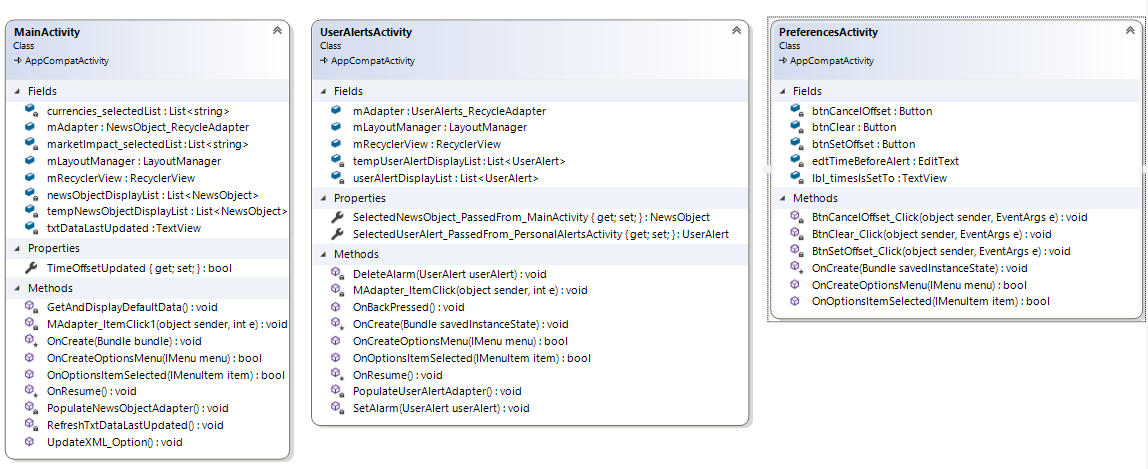 MainActivity
Class
AppCompatActivity
Fields
currencies_selectedList : List<string>
mAdapter : NewsObject_RecycleAdapter
marketImpact_selectedList : List<string>
mLayoutManager : LayoutManager
mRecyclerView : RecyclerView
newsObjectDisplayList : List<NewsObject>
tempNewsObjectDisplayList : List<NewsObject>
txtDataLastUpdated : TextView
Properties
TimeOffsetUpdated { get; set; } : bool
Methods
GetAndDisplayDefaultData() : void
MAdapter_ItemClick1(object sender, int e) : void
OnCreate(Bundle bundle) : void
OnCreateOptionsMenu(IMenu menu) : bool
OnOptionsItemSelected(IMenuItem item) : bool
OnResume() : void
PopulateNewsObjectAdapter() : void
RefreshTxtDataLastUpdated() : void
UpdateXML_Option() : void
UserAlertsActivity
Class
AppCompatActivity
Fields
mAdapter : UserAlerts_RecycleAdapter
mLayoutManager : LayoutManager
mRecyclerView : RecyclerView
tempUserAlertDisplayList : List<UserAlert>
userAlertDisplayList : List<UserAlert>
Properties
SelectedNewsObject_PassedFrom_MainActivity { get; set; } : NewsObject
SelectedUserAlert_PassedFrom_PersonalAlertsActivity { get; set; } : UserAlert
Methods
DeleteAlarm(UserAlert userAlert) : void
MAdapter_ItemClick(object sender, int e) : void
OnBackPressed() : void
OnCreate(Bundle savedInstanceState) : void
OnCreateOptionsMenu(IMenu menu) : bool
OnOptionsItemSelected(IMenuItem item) : bool
OnResume() : void
PopulateUserAlertAdapter() : void
SetAlarm(UserAlert userAlert) : void
PreferencesActivity
Class
AppCompatActivity
Fields
btnCancelOffset : Button
btnClear : Button
btnSetOffset : Button
edtTimeBeforeAlert : EditText
lbl_timesIsSetTo : TextView
Methods
BtnCancelOffset_Click(object sender, EventArgs e) : void
BtnClear_Click(object sender, EventArgs e) : void
BtnSetOffset_Click(object sender, EventArgs e) : void
OnCreate(Bundle savedInstanceState) : void
OnCreateOptionsMenu(IMenu menu) : bool
OnOptionsItemSelected(IMenuItem item) : bool